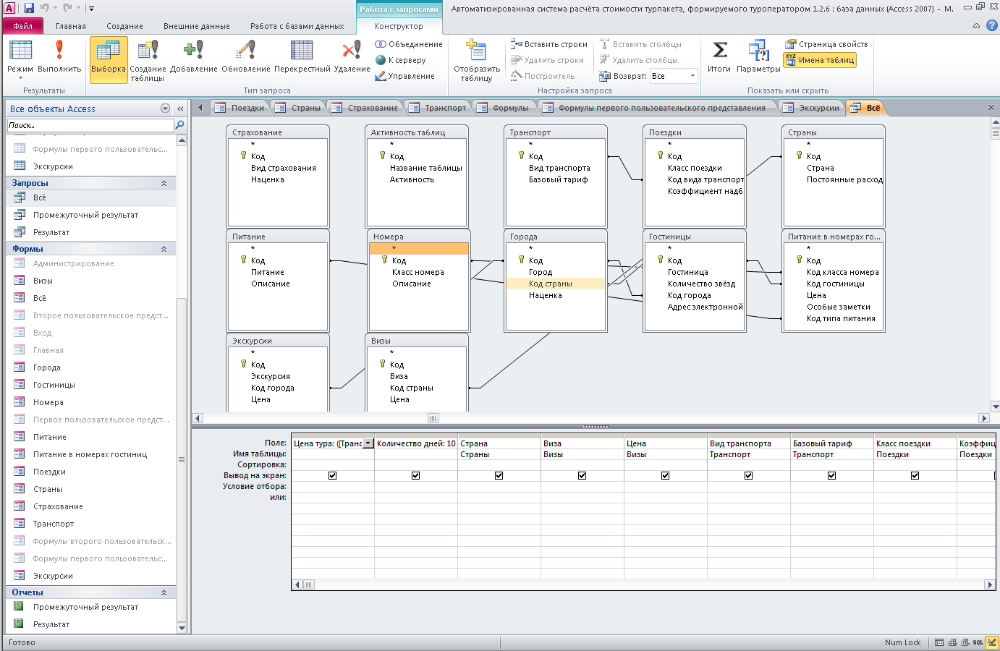 Работа с запросами
Автоматизированная система расчёта стоимости турпакета, формируемого туроператором 1.2.6 : база данных (Access 2007) - М.
Файл Главная Создание Внешние данные Работа с базами данных Конструктор
Режим Выполнить
Результаты
Выборка Создание таблицы Добавление Обновление Перекрестный Удаление
Объединение
К серверу
Управление
Тип запроса
Отобразить таблицу
Вставить строки
Удалить строки
Построитель
Вставить столбцы
Удалить столбцы
Возврат: Все
Настройка запроса
Итоги Параметры
Страница свойств
Имена таблиц
Показать или скрыть
Все объекты Access
Поиск...
Формулы первого пользовательс...
Экскурсии
Запросы
Всё
Промежуточный результат
Результат
Формы
Администрирование
Визы
Всё
Второе пользовательское предст...
Вход
Главная
Города
Гостиницы
Номера
Первое пользовательское предст...
Питание
Питание в номерах гостиниц
Поездки
Страны
Страхование
Транспорт
Формулы второго пользовательск...
Формулы первого пользовательс...
Экскурсии
Отчеты
Промежуточный результат
Результат
Поездки Страны Страхование Транспорт Формулы Формулы первого пользовательского представления Экскурсии Всё
Страхование
*
Код
Вид страхования
Наценка
Активность таблиц
*
Код
Название таблицы
Активность
Транспорт
*
Код
Вид транспорта
Базовый тариф
Поездки
*
Код
Класс поездки
Код вида транспорт
Коэффициент надб
Страны
*
Код
Страна
Постоянные расход
Питание
*
Код
Питание
Описание
Номера
*
Код
Класс номера
Описание
Города
*
Код
Город
Код страны
Наценка
Гостиницы
*
Код
Гостиница
Количество звёзд
Код города
Адрес электронной
Питание в номерах го...
*
Код
Код класса номера
Код гостиницы
Цена
Особые заметки
Код типа питания
Экскурсии
*
Код
Экскурсия
Код города
Цена
Визы
*
Код
Виза
Код страны
Цена
Поле: Цена тура: ([Транс Количество дней: 10 Страна Виза Цена Вид транспорта Базовый тариф Класс поездки Коэффиц
Имя таблицы: Страны Визы Визы Транспорт Транспорт Поездки Поездки
Сортировка:
Вывод на экран:
Условие отбора:
или:
Готово
Num Lock
SQL